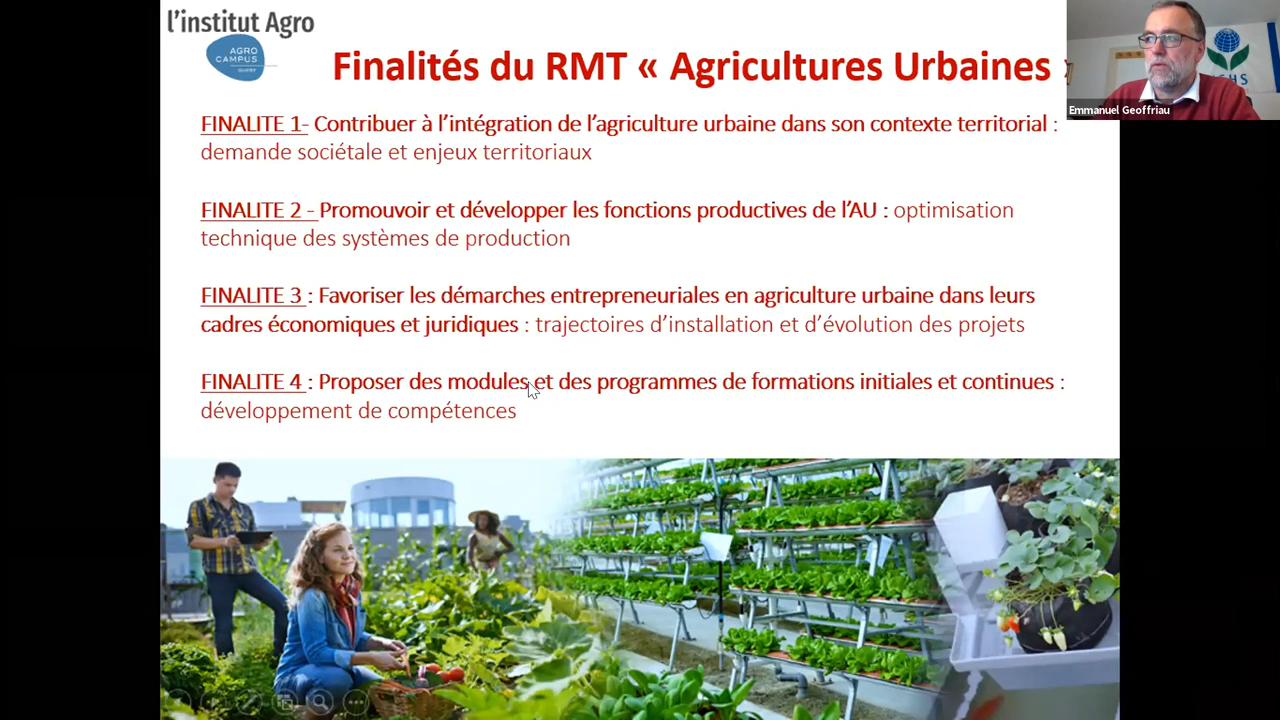 l'institut Agro
AGRO
CAMPUS
Finalités du RMT « Agricultures Urbaines »
Emmanuel Geoffriau
FINALITE 1- Contribuer à l'intégration de l'agriculture urbaine dans son contexte territorial :
demande sociétale et enjeux territoriaux
FINALITE 2 - Promouvoir et développer les fonctions productives de l'AU : optimisation
technique des systèmes de production
FINALITE 3 : Favoriser les démarches entrepreneuriales en agriculture urbaine dans leurs
cadres économiques et juridiques : trajectoires d'installation et d'évolution des projets
FINALITE 4 : Proposer des modules et des programmes de formations initiales et continues :
développement de compétences